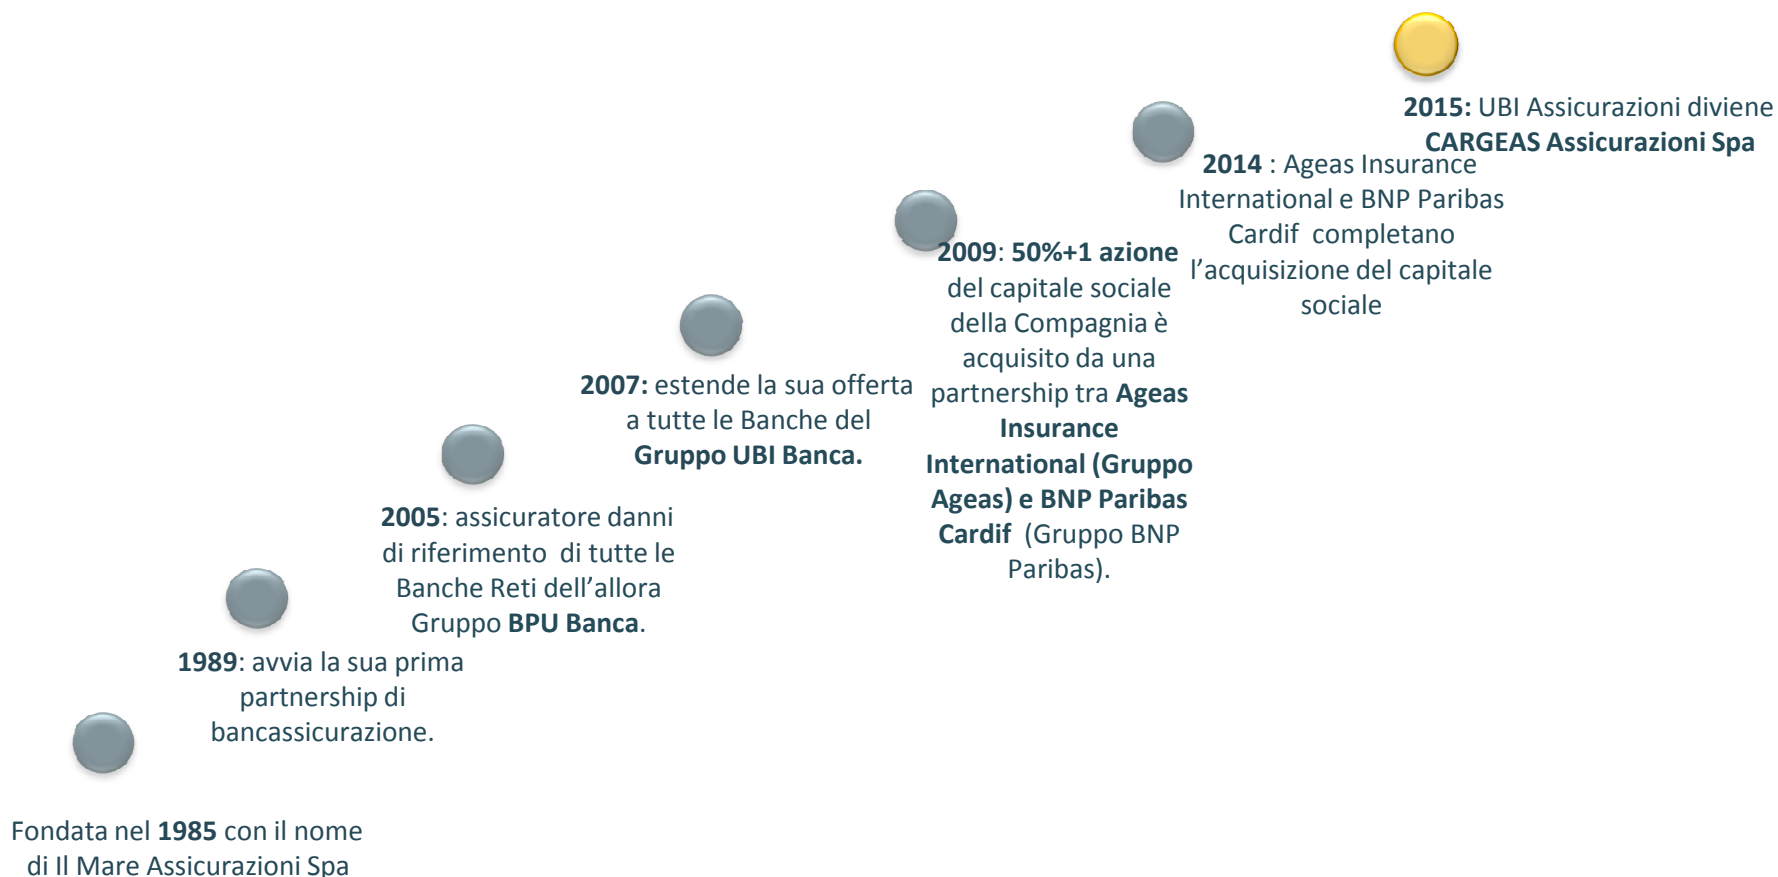 2015: UBI Assicurazioni diviene
CARGEAS Assicurazioni Spa
2014 : Ageas Insurance
International e BNP Paribas
Cardif completano
l’acquisizione del capitale
sociale
2009: 50%+1 azione
del capitale sociale
della Compagnia è
acquisito da una
partnership tra Ageas
Insurance
International (Gruppo
Ageas) e BNP Paribas
Cardif (Gruppo BNP
Paribas).
2007: estende la sua offerta
a tutte le Banche del
Gruppo UBI Banca.
2005: assicuratore danni
di riferimento di tutte le
Banche Reti dell’allora
Gruppo BPU Banca.
1989: avvia la sua prima
partnership di
bancassicurazione.
Fondata nel 1985 con il nome
di Il Mare Assicurazioni Spa